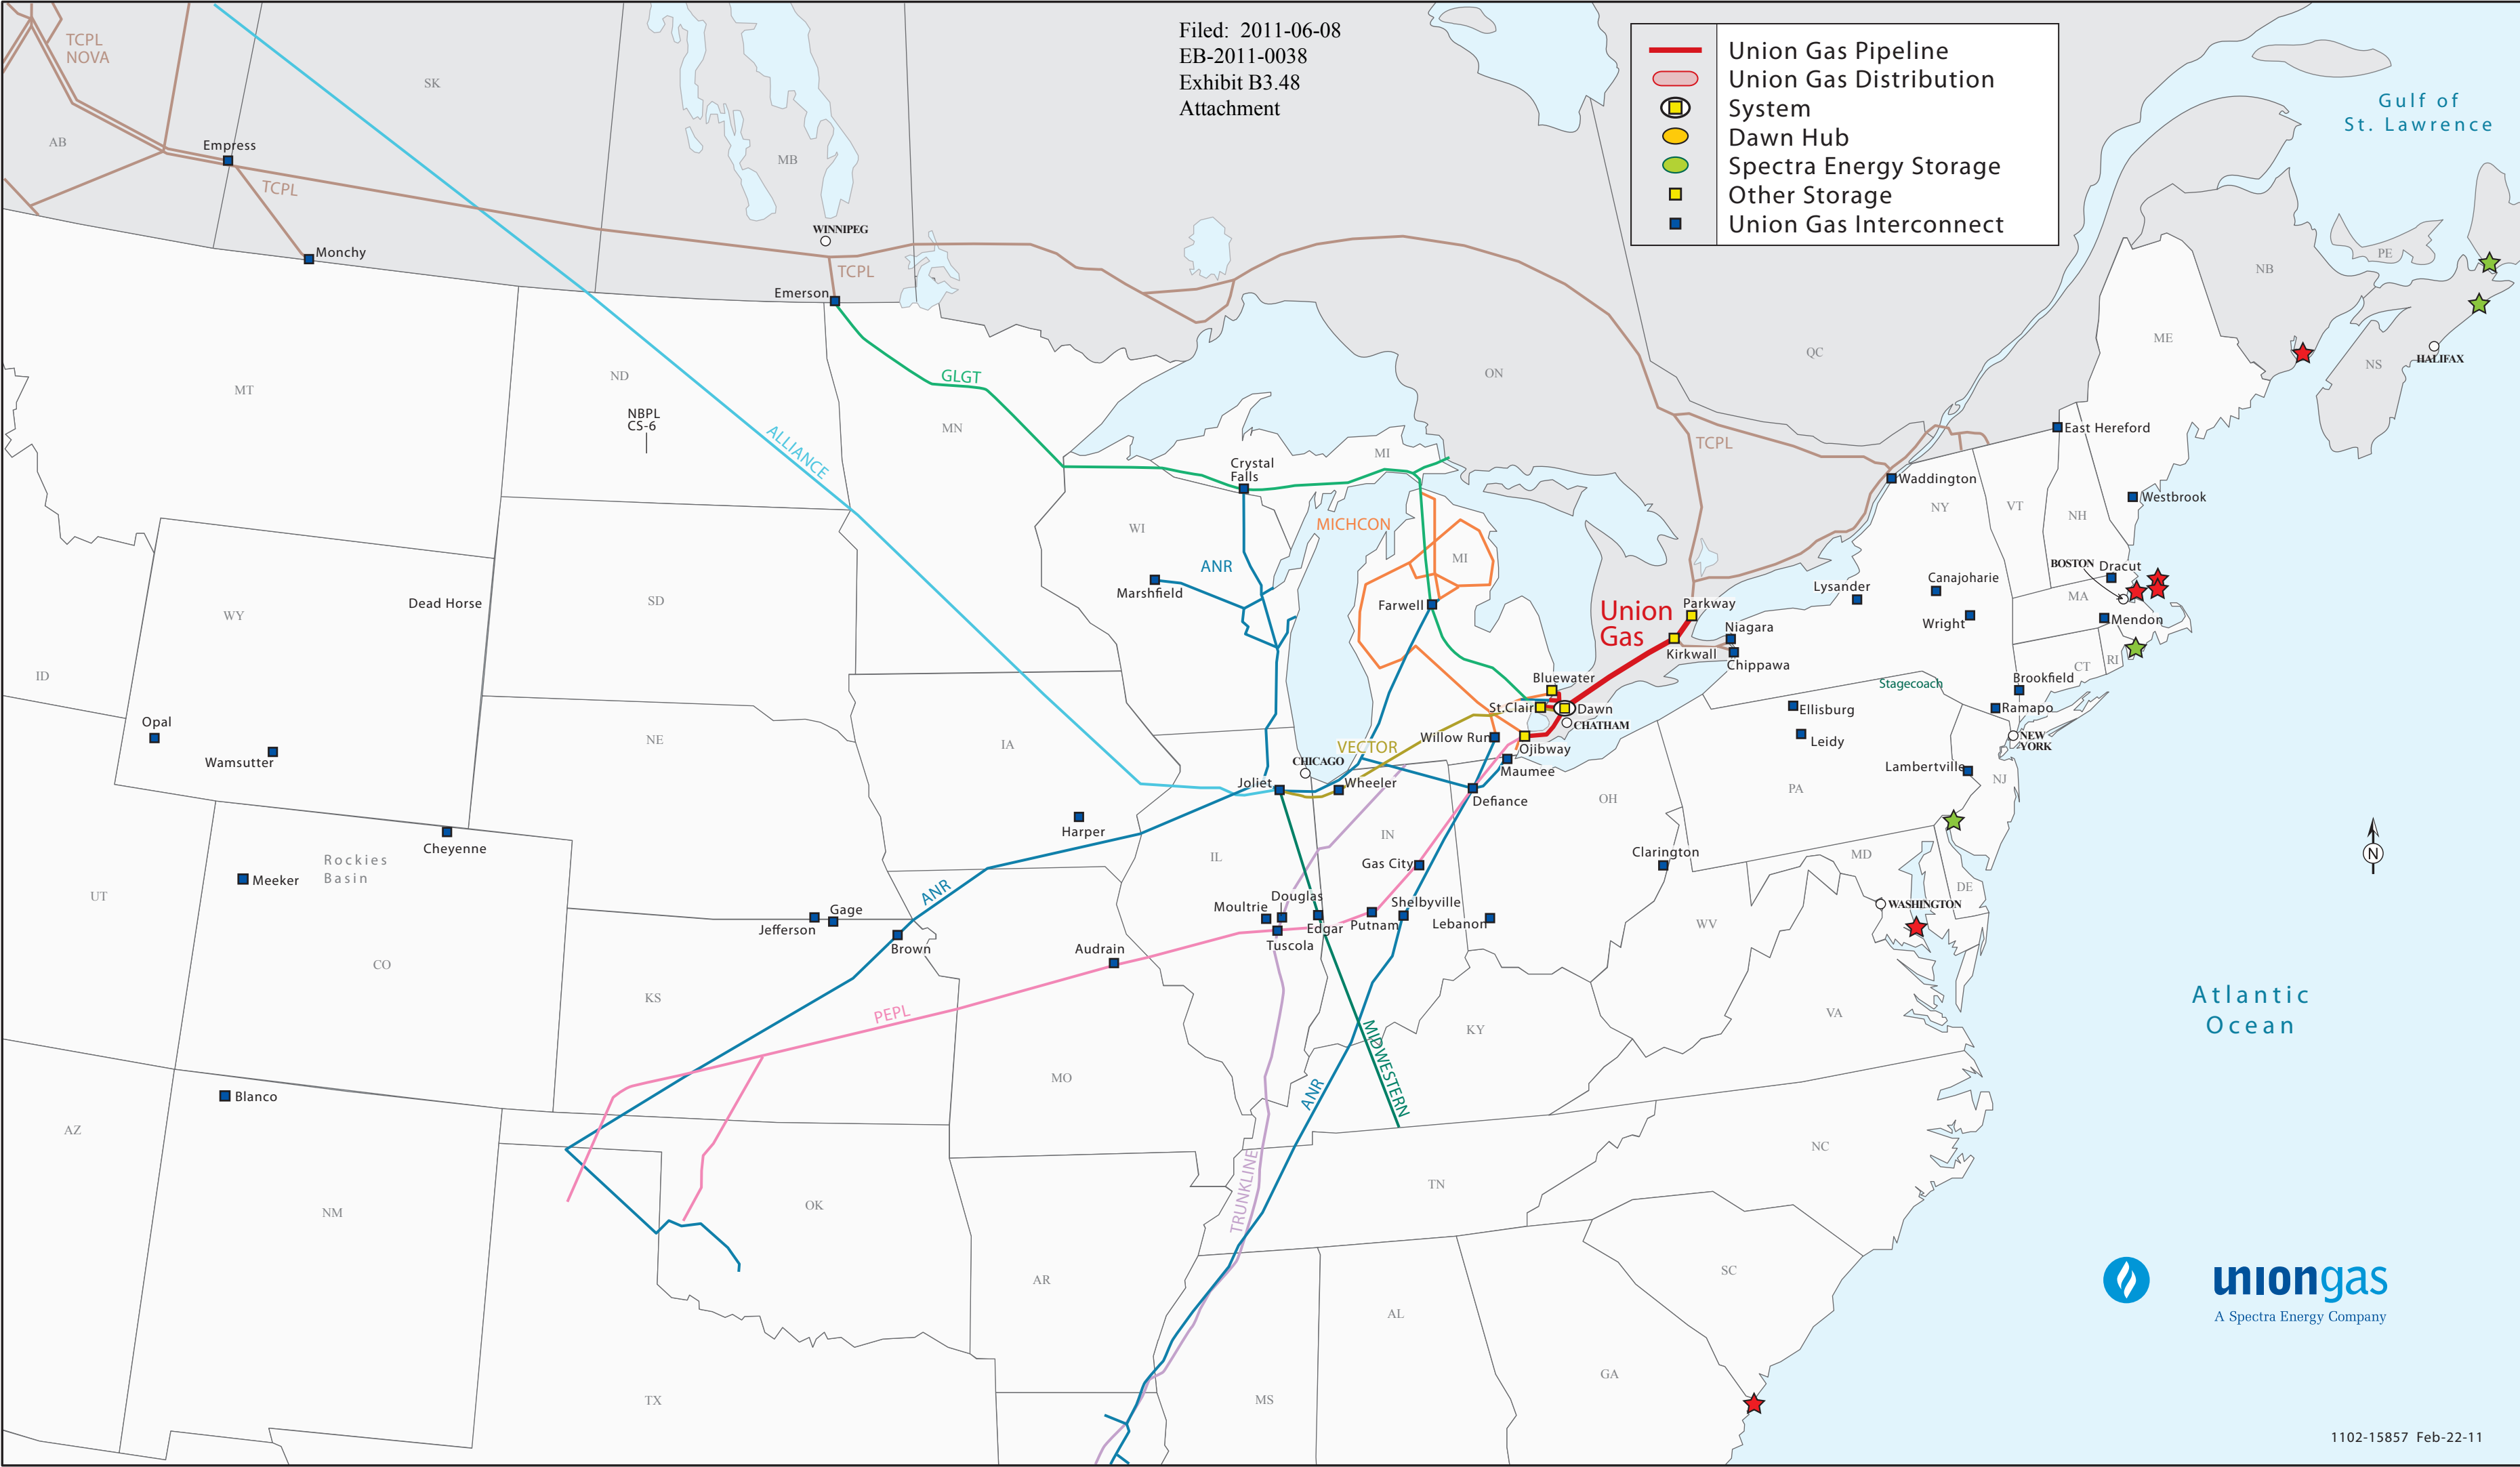 Filed: 2011-06-08
EB-2011-0038
Exhibit B3.48
Attachment
Union Gas Pipeline
Union Gas Distribution
System
Dawn Hub
Spectra Energy Storage
Other Storage
Union Gas Interconnect
Gulf of
St. Lawrence
TCPL
NOVA
AB
SK
MB
Empress
TCPL
Monchy
WINNIPEG
TCPL
Emerson
ON
QC
NB
PE
NS
HALIFAX
ME
MT
ND
NBPL
CS-6
ALLIANCE
GLGT
MN
TCPL
East Hereford
Waddington
Westbrook
NY
VT
NH
Crystal
Falls
MI
WI
MICHCON
MI
ANR
Marshfield
Farwell
Dead Horse
WY
SD
ID
Union
Gas
Parkway
Kirkwall
Niagara
Chippawa
Lysander
Canajoharie
Wright
BOSTON
Dracut
MA
Mendon
CT
RI
Brookfield
Stagecoach
Ramapo
NEW
YORK
Ellisburg
Leidy
Lambertville
NJ
PA
Bluewater
St.Clair
Dawn
CHATHAM
Willow Run
Ojibway
Maumee
Defiance
VECTOR
CHICAGO
Joliet
Wheeler
OH
Opal
Wamsutter
NE
IA
Harper
IL
IN
Gas City
Clarington
MD
DE
WASHINGTON
Cheyenne
Meeker
Rockies
Basin
UT
CO
Jefferson
Gage
ANR
Brown
Audrain
Moultrie
Douglas
Tuscola
Edgar
Putnam
Shelbyville
Lebanon
WV
VA
KY
KS
PEPL
MO
MIDWESTERN
ANR
TRUNKLINE
Atlantic
Ocean
Blanco
AZ
NM
OK
TX
AR
TN
NC
SC
MS
AL
GA
N
uniongas
A Spectra Energy Company
1102-15857 Feb-22-11